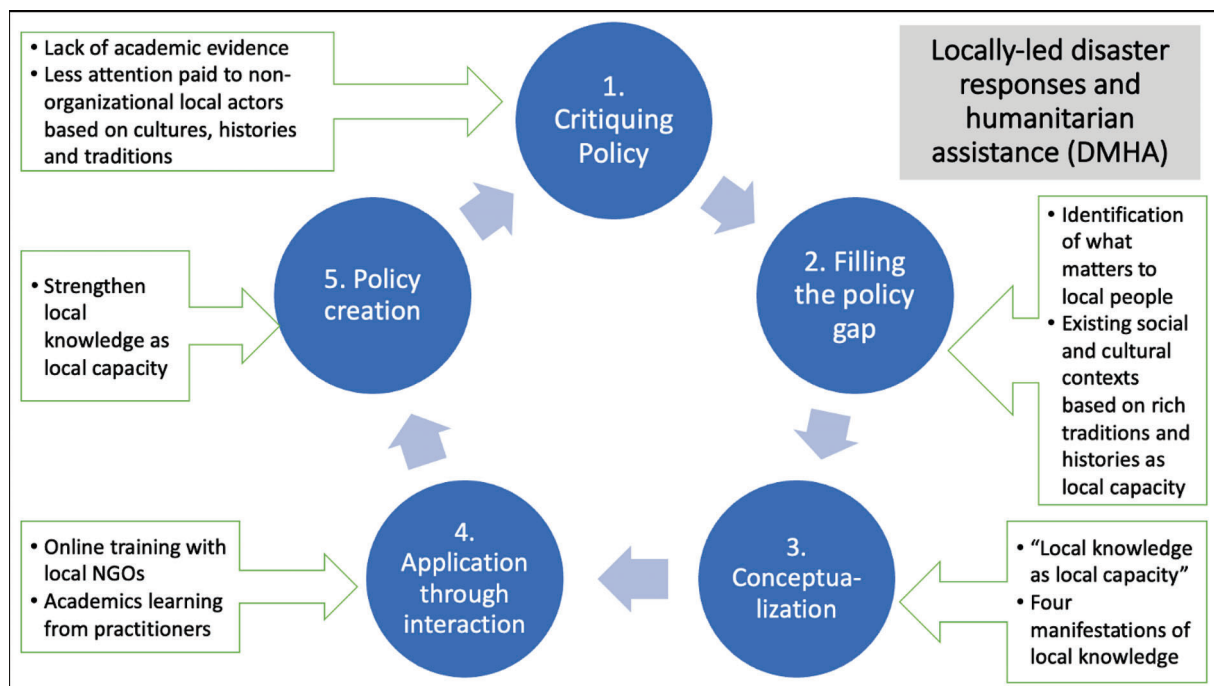 • Lack of academic evidence
• Less attention paid to non-
organizational local actors
based on cultures, histories
and traditions
1.
Critiquing
Policy
Locally-led disaster
responses and
humanitarian
assistance (DMHA)
2. Filling
the policy
gap
• Identification
of what
matters to
local people
• Existing social
and cultural
contexts
based on rich
traditions and
histories as
local capacity
3.
Conceptua-
lization
• “Local knowledge
as local capacity”
• Four
manifestations of
local knowledge
4.
Application
through
interaction
• Online training with
local NGOs
• Academics learning
from practitioners
5. Policy
creation
• Strengthen
local
knowledge as
local capacity